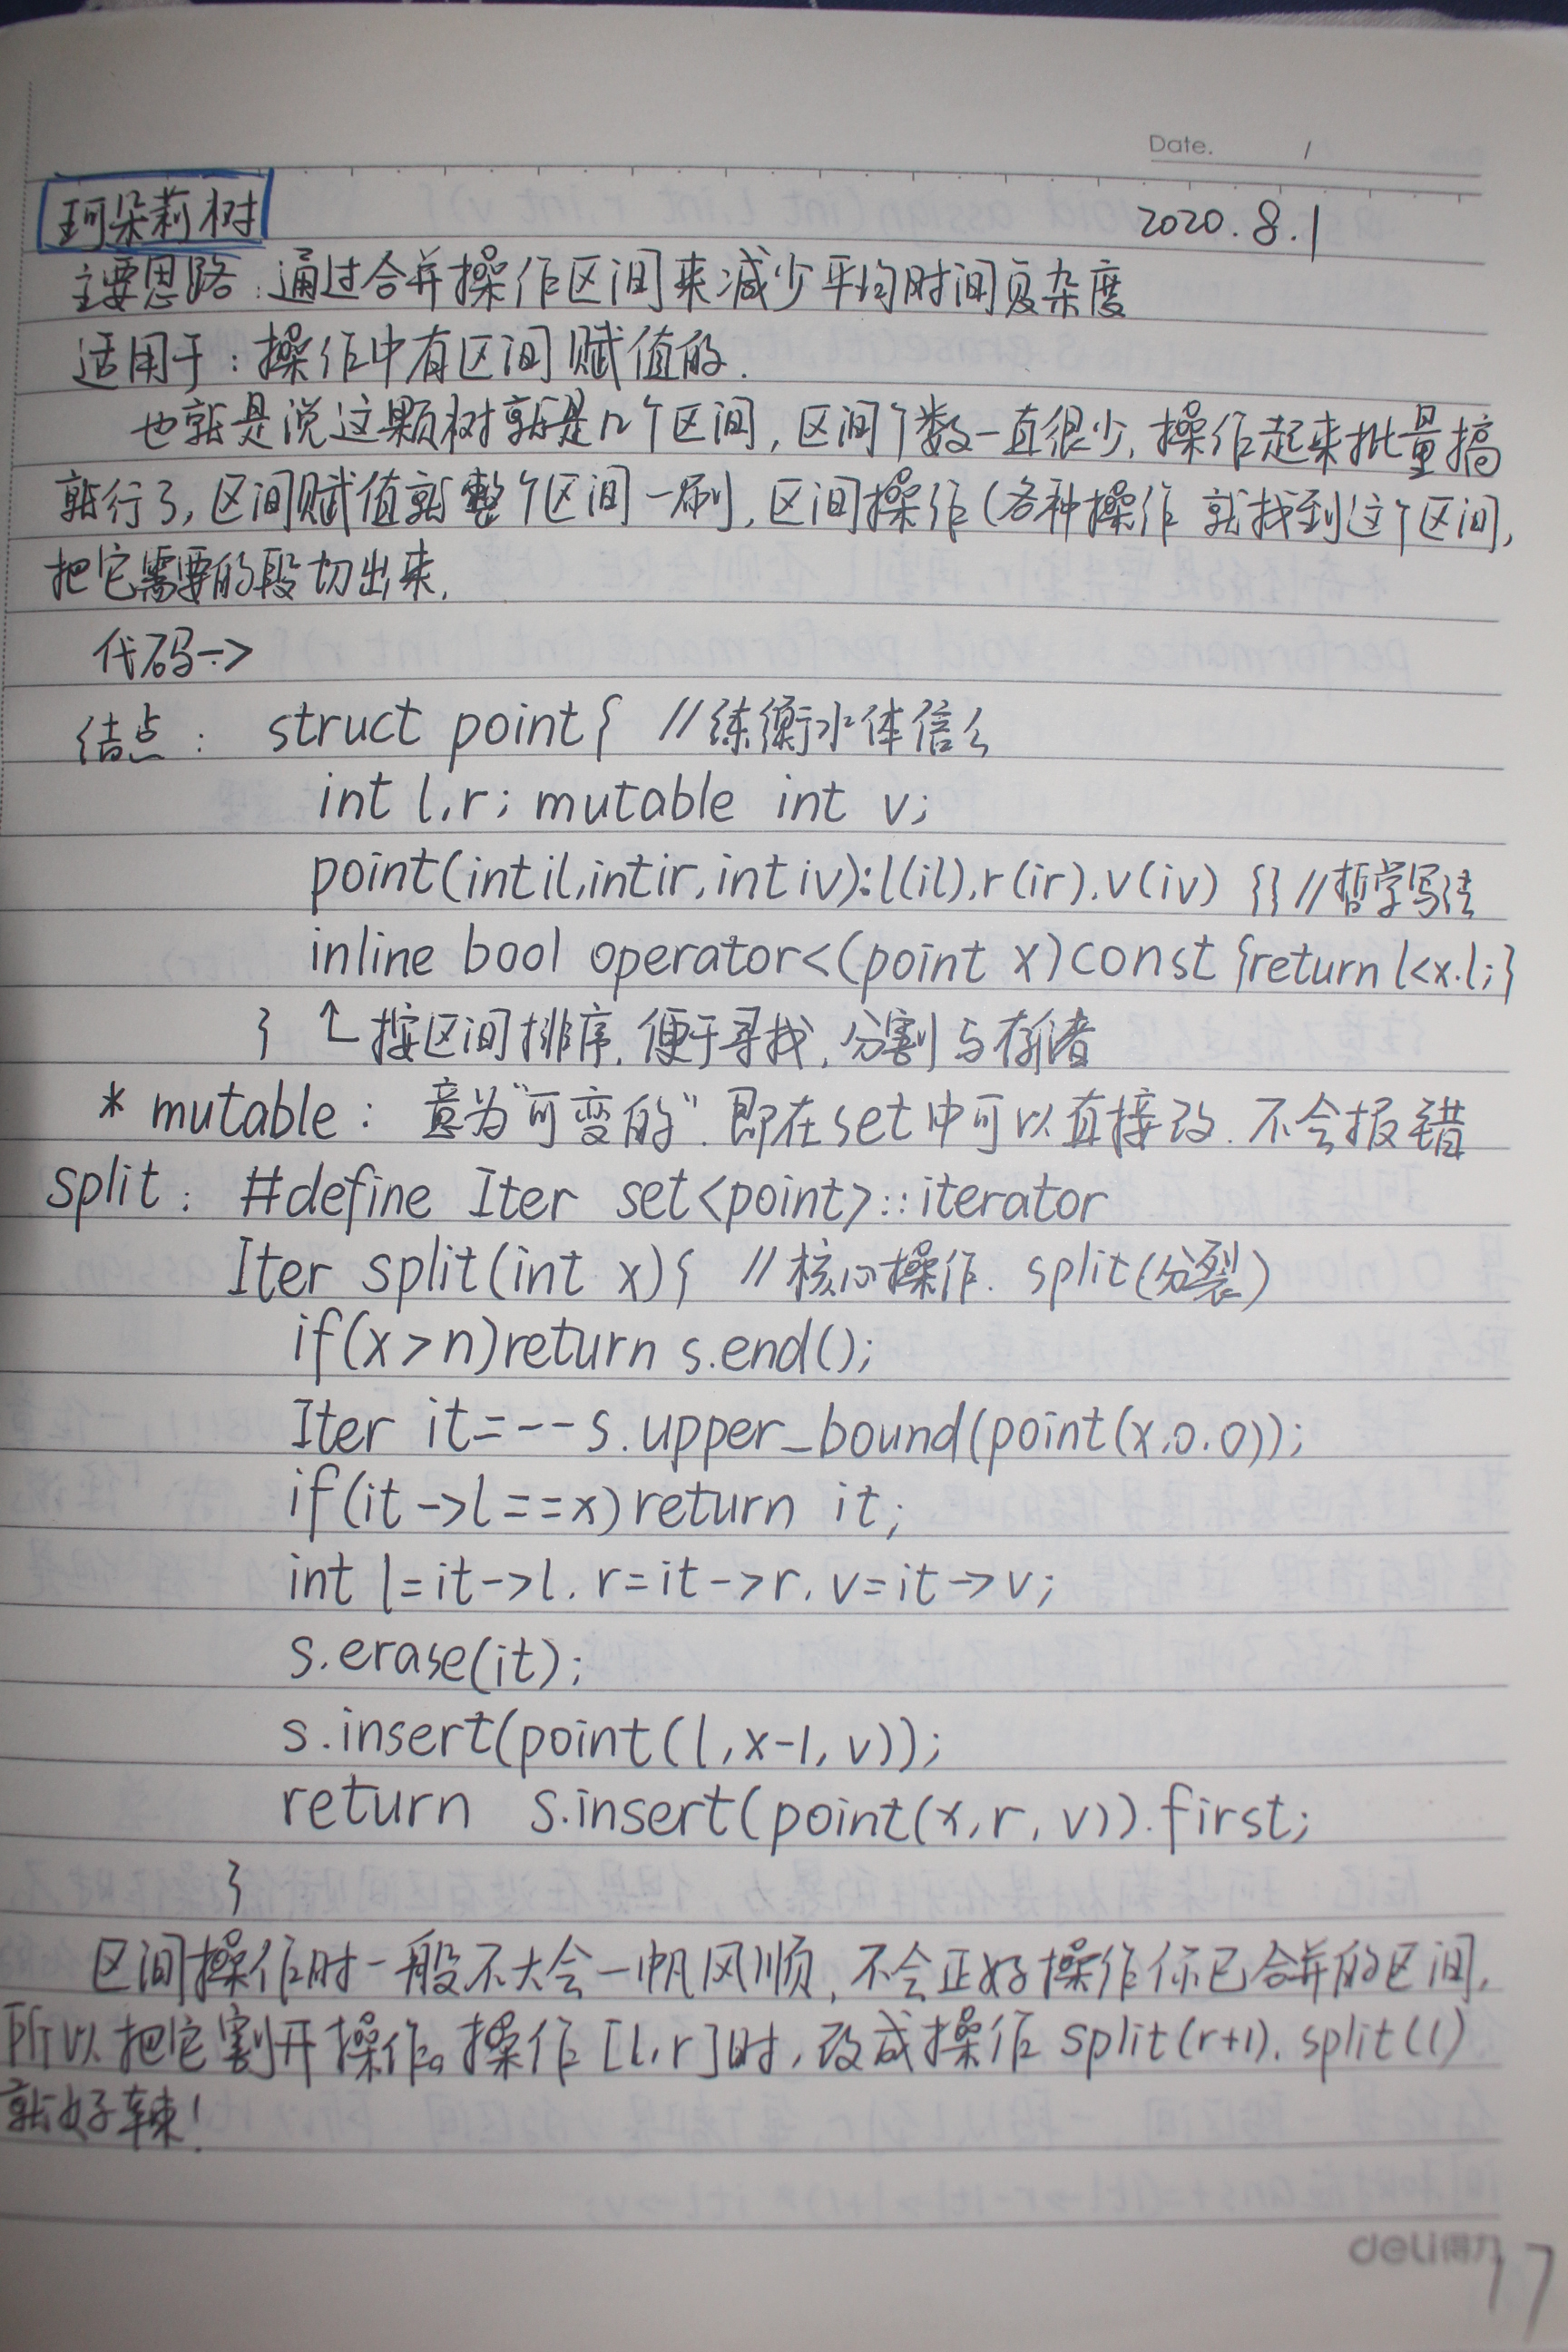 Date. /
珂朵莉树 2020.8.1
主要思路:通过合并操作区间来减少平均时间复杂度
适用于:操作中有区间赋值的.
也就是说这颗树就是几个区间,区间个数一直很少,操作起来批量搞
就行了,区间赋值就整个区间一刷,区间操作(各种操作 就找到这个区间,
把它需要的段切出来.
代码->
结点: struct point{ //练衡水体信么
int l,r; mutable int v;
point(int il,int ir,int iv):l(il),r(ir),v(iv) {} //哲学写法
inline bool operator<(point x)const{return l<x.l;}
} ↑按区间排序,便于寻找,分割与存储
* mutable: 意为"可变的".即在set中可以直接改.不会报错
split: #define Iter set<point>::iterator
Iter split(int x){ //核心操作. split(分裂)
if(x>n)return s.end();
Iter it=--s.upper_bound(point(x,0,0));
if(it->l==x)return it;
int l=it->l,r=it->r,v=it->v;
s.erase(it);
s.insert(point(l,x-1,v));
return s.insert(point(x,r,v)).first;
}
区间操作时一般不大会一帆风顺,不会正好操作你已合并的区间,
所以把它割开操作。操作[l,r]时,改成操作split(r+1),split(l)
就好辣!
deli得力
17